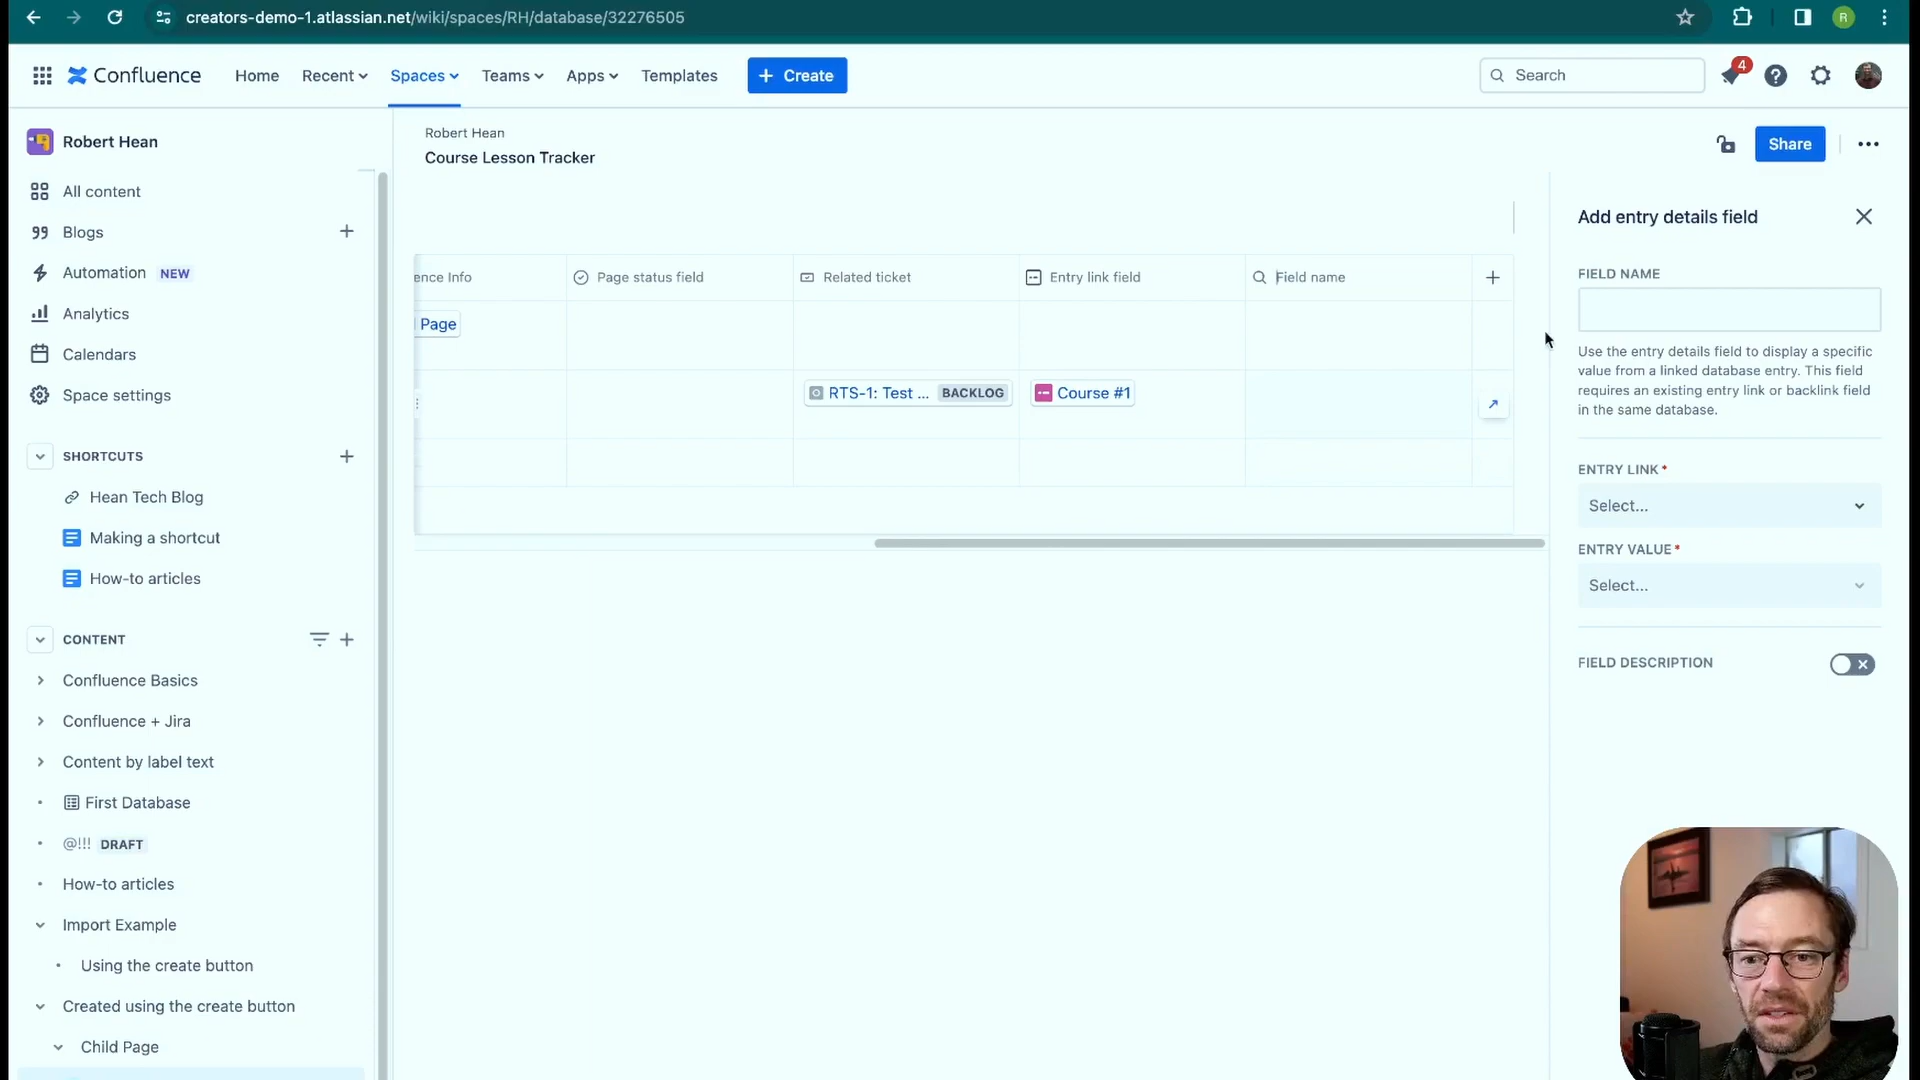 creators-demo-1.atlassian.net/wiki/spaces/RH/database/32276505
R
Confluence
Home
Recent
Spaces
Teams
Apps
Templates
+ Create
Search
4
Robert Hean
All content
Blogs
Automation NEW
Analytics
Calendars
Space settings
SHORTCUTS
Hean Tech Blog
Making a shortcut
How-to articles
CONTENT
Confluence Basics
Confluence + Jira
Content by label text
First Database
@!!! DRAFT
How-to articles
Import Example
Using the create button
Created using the create button
Child Page
Robert Hean
Course Lesson Tracker
Share
ence Info
Page status field
Related ticket
Entry link field
Field name
Page
RTS-1: Test ... BACKLOG
Course #1
Add entry details field
FIELD NAME
Use the entry details field to display a specific
value from a linked database entry. This field
requires an existing entry link or backlink field
in the same database.
ENTRY LINK*
Select...
ENTRY VALUE*
Select...
FIELD DESCRIPTION